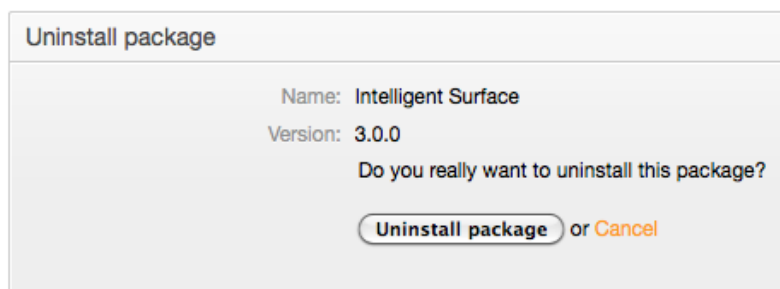 Uninstall package
Name: Intelligent Surface
Version: 3.0.0
Do you really want to uninstall this package?
Uninstall package or Cancel